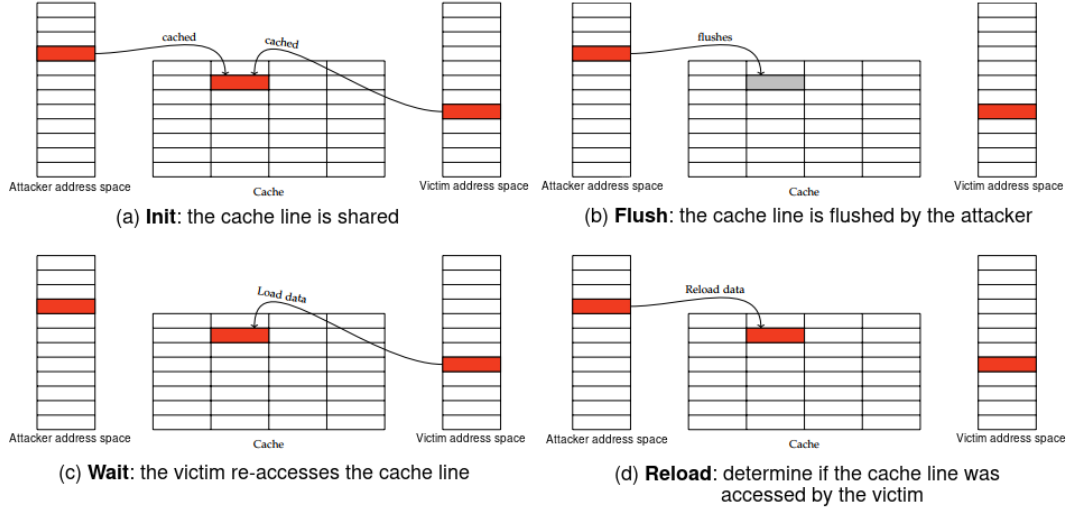 cached
cached
Attacker address space
Cache
Victim address space
(a) Init: the cache line is shared
flushes
Attacker address space
Cache
Victim address space
(b) Flush: the cache line is flushed by the attacker
Load data
Attacker address space
Cache
Victim address space
(c) Wait: the victim re-accesses the cache line
Reload data
Attacker address space
Cache
Victim address space
(d) Reload: determine if the cache line was
accessed by the victim